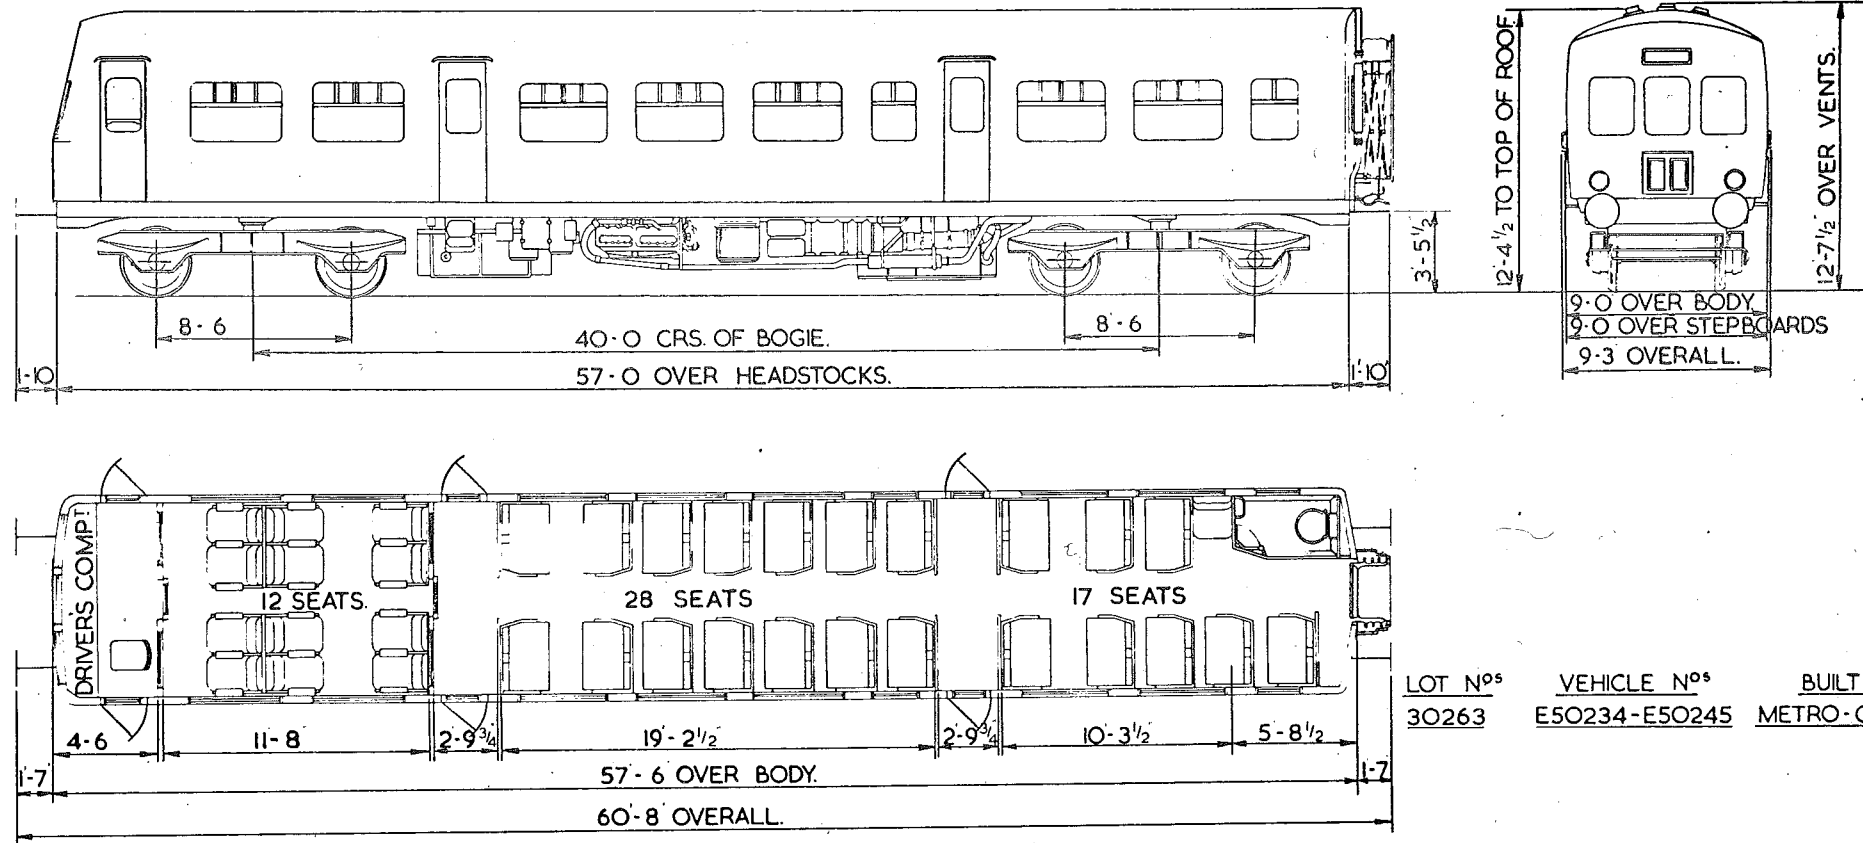 12'-4½ TO TOP OF ROOF.
12'-7½" OVER VENTS.
3'-5½
8-6
8'-6
40-0 CRS. OF BOGIE.
1'-10
57-0 OVER HEADSTOCKS.
1'-10"
9-0" OVER BODY.
9-0 OVER STEPBOARDS
9-3 OVERALL.
DRIVER'S COMPT
12 SEATS.
28 SEATS
17 SEATS
4-6
11-8
2'-9¾
19'-2½
2'-9¾
10'-3½
5'-8½
1'-7
57'-6" OVER BODY.
1-7
60'-8" OVERALL.
LOT Nos VEHICLE Nos BUILT
30263 E50234-E50245 METRO-C